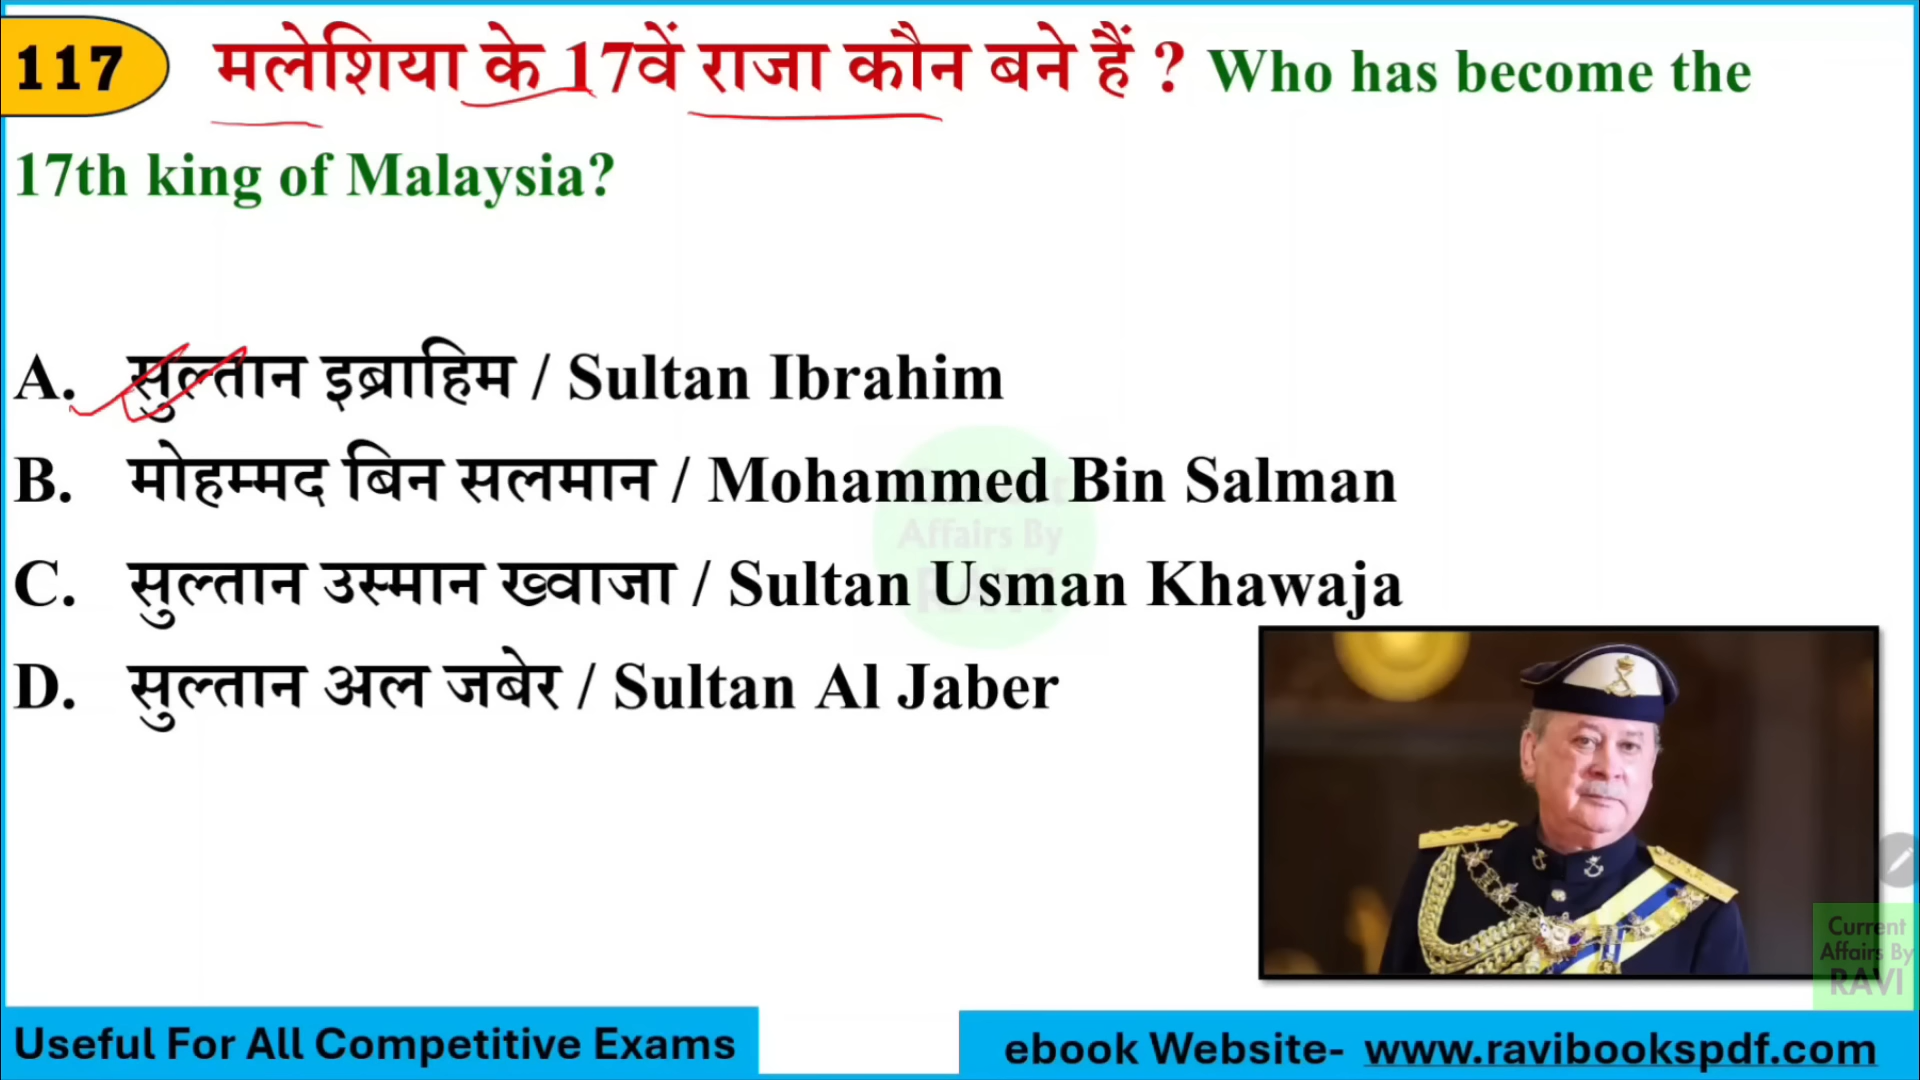 117 मलेशिया के 17वें राजा कौन बने हैं ? Who has become the
17th king of Malaysia?
A. सुल्तान इब्राहिम / Sultan Ibrahim
B. मोहम्मद बिन सलमान / Mohammed Bin Salman
Affairs By
C. सुल्तान उस्मान ख्वाजा / Sultan Usman Khawaja
D. सुल्तान अल जबेर / Sultan Al Jaber
Current
Affairs By
RAVI
Useful For All Competitive Exams
ebook Website- www.ravibookspdf.com